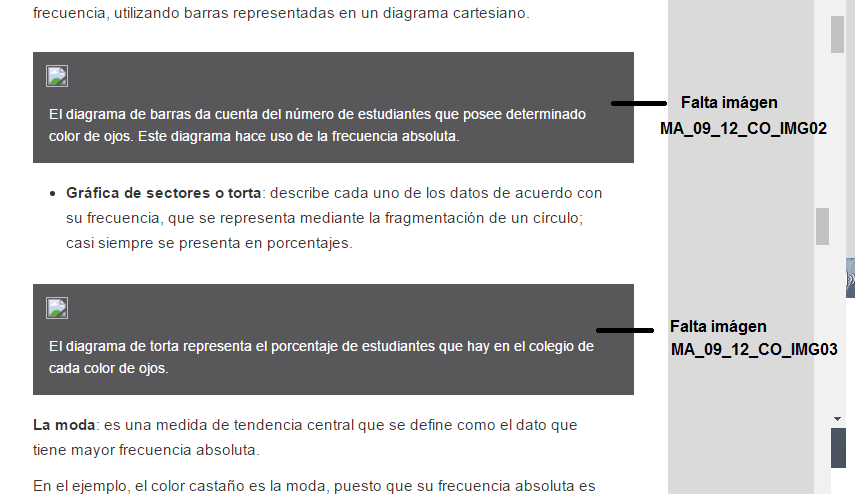 frecuencia, utilizando barras representadas en un diagrama cartesiano.
El diagrama de barras da cuenta del número de estudiantes que posee determinado
color de ojos. Este diagrama hace uso de la frecuencia absoluta.
Falta imágen
MA_09_12_CO_IMG02
• Gráfica de sectores o torta: describe cada uno de los datos de acuerdo con
su frecuencia, que se representa mediante la fragmentación de un círculo;
casi siempre se presenta en porcentajes.
El diagrama de torta representa el porcentaje de estudiantes que hay en el colegio de
cada color de ojos.
Falta imágen
MA_09_12_CO_IMG03
La moda: es una medida de tendencia central que se define como el dato que
tiene mayor frecuencia absoluta.
En el ejemplo, el color castaño es la moda, puesto que su frecuencia absoluta es